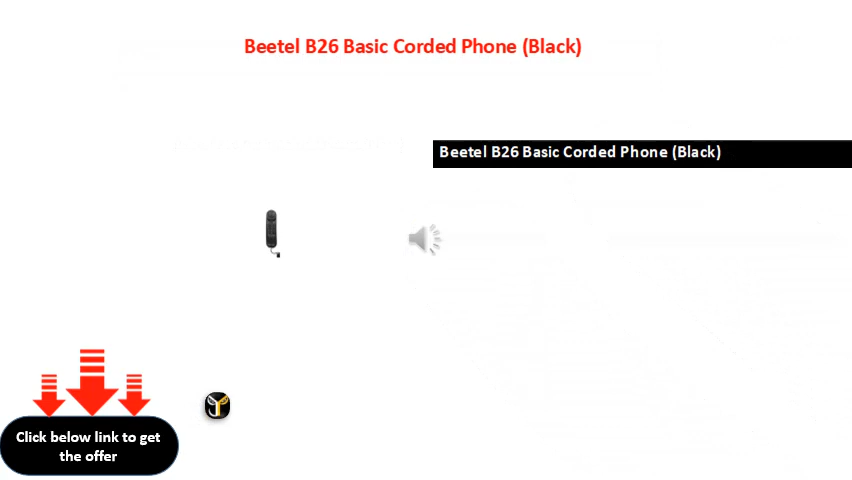 Beetel B26 Basic Corded Phone (Black)
Beetel B26 Basic Corded Phone (Black)
Click below link to get
the offer